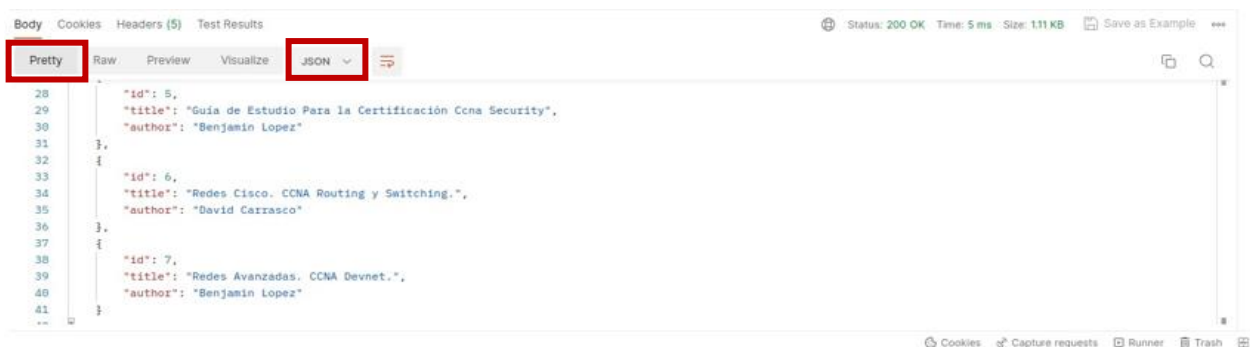 Body Cookies Headers (5) Test Results Status: 200 OK Time: 5 ms Size: 1.11 KB Save as Example
Pretty Raw Preview Visualize JSON
28 "id": 5,
29 "title": "Guía de Estudio Para la Certificación Ccna Security",
30 "author": "Benjamin Lopez"
31 },
32 {
33 "id": 6,
34 "title": "Redes Cisco. CCNA Routing y Switching.",
35 "author": "David Carrasco"
36 },
37 {
38 "id": 7,
39 "title": "Redes Avanzadas. CCNA Devnet.",
40 "author": "Benjamin Lopez"
41 }
Cookies Capture requests Runner Trash